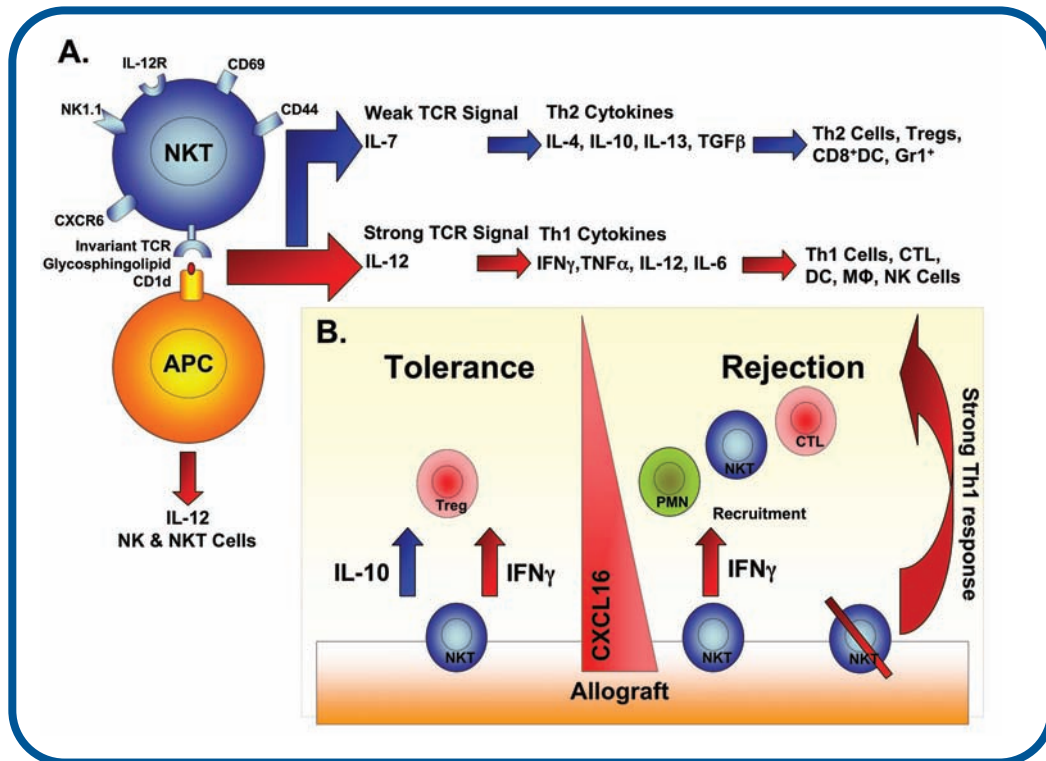 A.
IL-12R
CD69
NK1.1
CD44
NKT
CXCR6
Invariant TCR
Glycosphingolipid
CD1d
APC
IL-12
NK & NKT Cells
Weak TCR Signal
IL-7
Th2 Cytokines
IL-4, IL-10, IL-13, TGFβ
Th2 Cells, Tregs,
CD8⁺DC, Gr1⁺
Strong TCR Signal
IL-12
Th1 Cytokines
IFNγ,TNFα, IL-12, IL-6
Th1 Cells, CTL,
DC, MΦ, NK Cells
B.
Tolerance
Treg
IL-10
IFNγ
NKT
CXCL16
Rejection
CTL
NKT
PMN
Recruitment
IFNγ
NKT
NKT
Strong Th1 response
Allograft